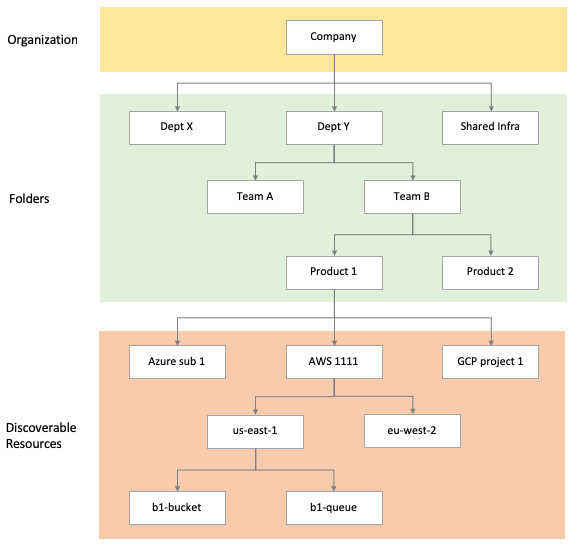 Organization
Company
Dept X
Dept Y
Shared Infra
Folders
Team A
Team B
Product 1
Product 2
Azure sub 1
AWS 1111
GCP project 1
Discoverable
Resources
us-east-1
eu-west-2
b1-bucket
b1-queue